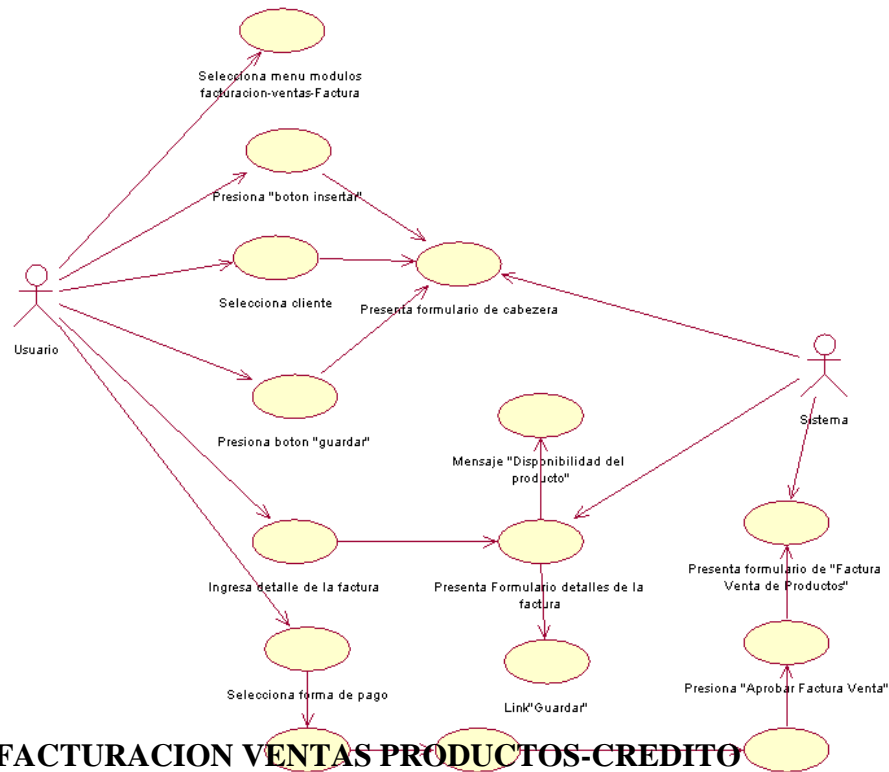 Selecciona menu modulos
facturacion-ventas-Factura
Presiona "boton insertar"
Selecciona cliente
Presenta formulario de cabezera
Usuario
Sistema
Presiona boton "guardar"
Mensaje "Disponibilidad del
producto"
Presenta formulario de "Factura
Venta de Productos"
Ingresa detalle de la factura
Presenta Formulario detalles de la
factura
Selecciona forma de pago
Link"Guardar"
Presiona "Aprobar Factura Venta"
FACTURACION VENTAS PRODUCTOS-CREDITO